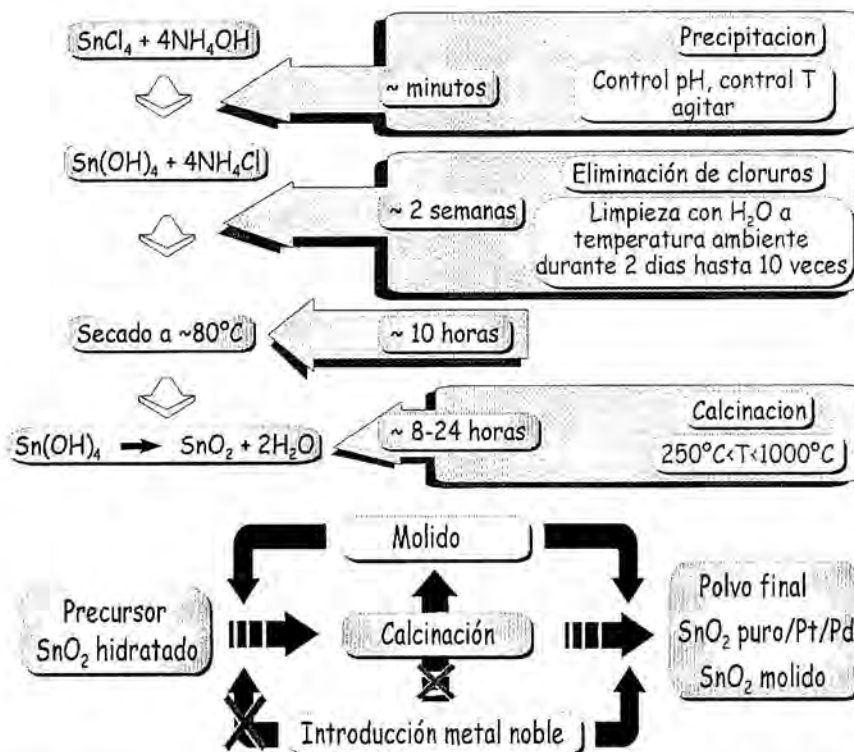 SnCl4 + 4NH4OH
Precipitacion
~ minutos
Control pH, control T
agitar
Sn(OH)4 + 4NH4Cl
Eliminación de cloruros
~ 2 semanas
Limpieza con H2O a
temperatura ambiente
durante 2 dias hasta 10 veces
Secado a ~80°C
~ 10 horas
Calcinacion
~ 8-24 horas
250°C<T<1000°C
Sn(OH)4 → SnO2 + 2H2O
Molido
Precursor
SnO2 hidratado
Calcinación
Polvo final
SnO2 puro/Pt/Pd
SnO2 molido
Introducción metal noble